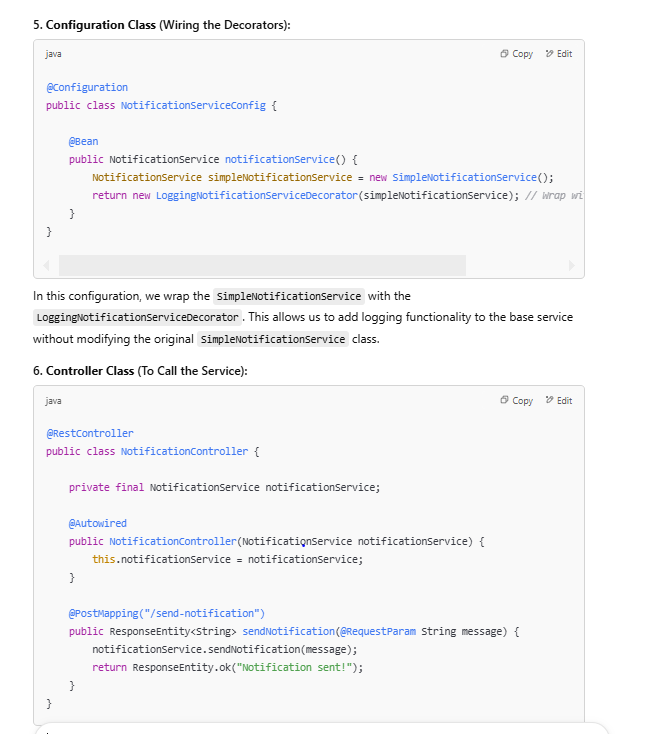 5. Configuration Class (Wiring the Decorators):
java
Copy
Edit
@Configuration
public class NotificationServiceConfig {
@Bean
public NotificationService notificationService() {
NotificationService simpleNotificationService = new SimpleNotificationService();
return new LoggingNotificationServiceDecorator(simpleNotificationService); // Wrap wi
}
}
In this configuration, we wrap the SimpleNotificationService with the
LoggingNotificationServiceDecorator . This allows us to add logging functionality to the base service
without modifying the original SimpleNotificationService class.
6. Controller Class (To Call the Service):
java
Copy
Edit
@RestController
public class NotificationController {
private final NotificationService notificationService;
@Autowired
public NotificationController(NotificationService notificationService) {
this.notificationService = notificationService;
}
@PostMapping("/send-notification")
public ResponseEntity<String> sendNotification(@RequestParam String message) {
notificationService.sendNotification(message);
return ResponseEntity.ok("Notification sent!");
}
}